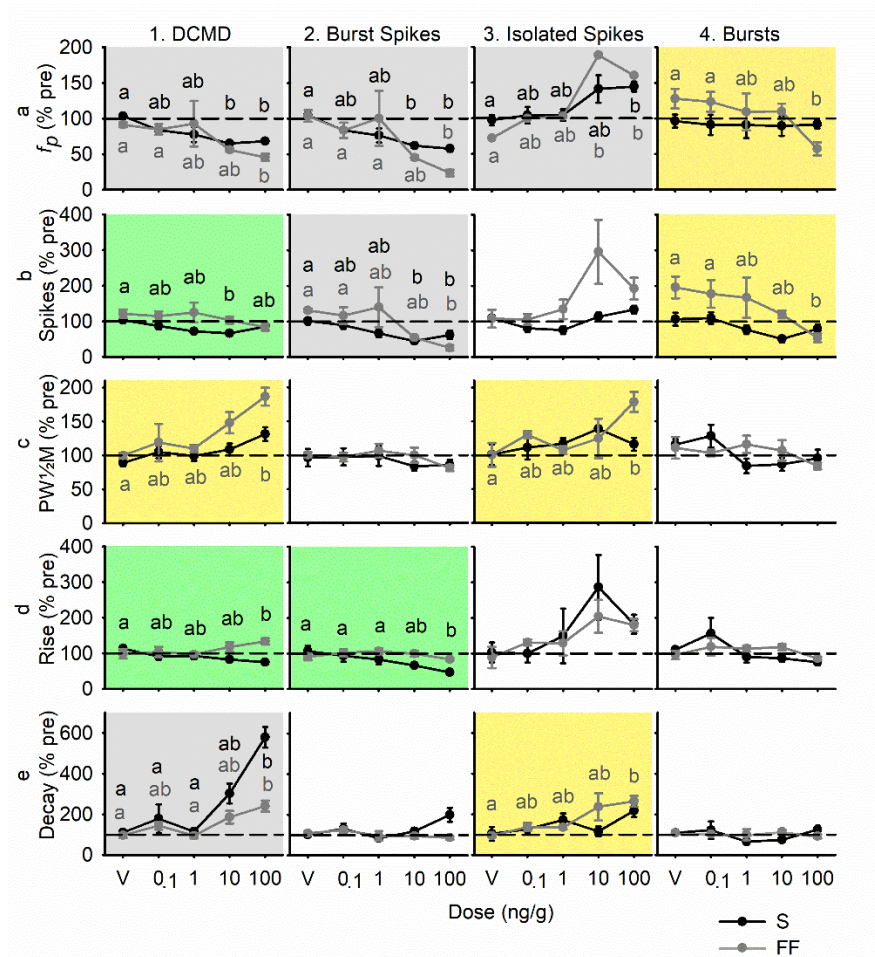 1. DCMD 2. Burst Spikes 3. Isolated Spikes 4. Bursts
a
fp (% pre)
200
150
100
50
0
a ab ab b b
a a ab ab b
a ab ab b b
a a ab ab b
a ab ab ab b
a ab ab b b
a a ab ab b
b
Spikes (% pre)
400
300
200
100
0
a ab ab b ab
a a ab b b
a a ab ab b
a a ab ab b
c
PW½M (% pre)
200
150
100
50
0
a ab ab ab b
a ab ab ab b
d
Rise (% pre)
400
300
200
100
0
a ab ab ab b
a a ab ab b
e
Decay (% pre)
600
400
200
0
a a a ab b
a ab a ab b
a ab ab ab b
V 0.1 1 10 100 V 0.1 1 10 100 V 0.1 1 10 100 V 0.1 1 10 100
Dose (ng/g)
S
FF